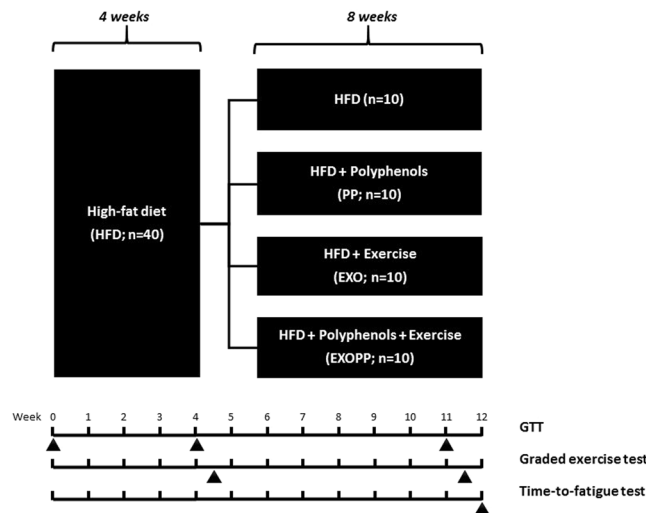 4 weeks
8 weeks
High-fat diet
(HFD; n=40)
HFD (n=10)
HFD + Polyphenols
(PP; n=10)
HFD + Exercise
(EXO; n=10)
HFD + Polyphenols + Exercise
(EXOPP; n=10)
Week 0 1 2 3 4 5 6 7 8 9 10 11 12
GTT
Graded exercise test
Time-to-fatigue test